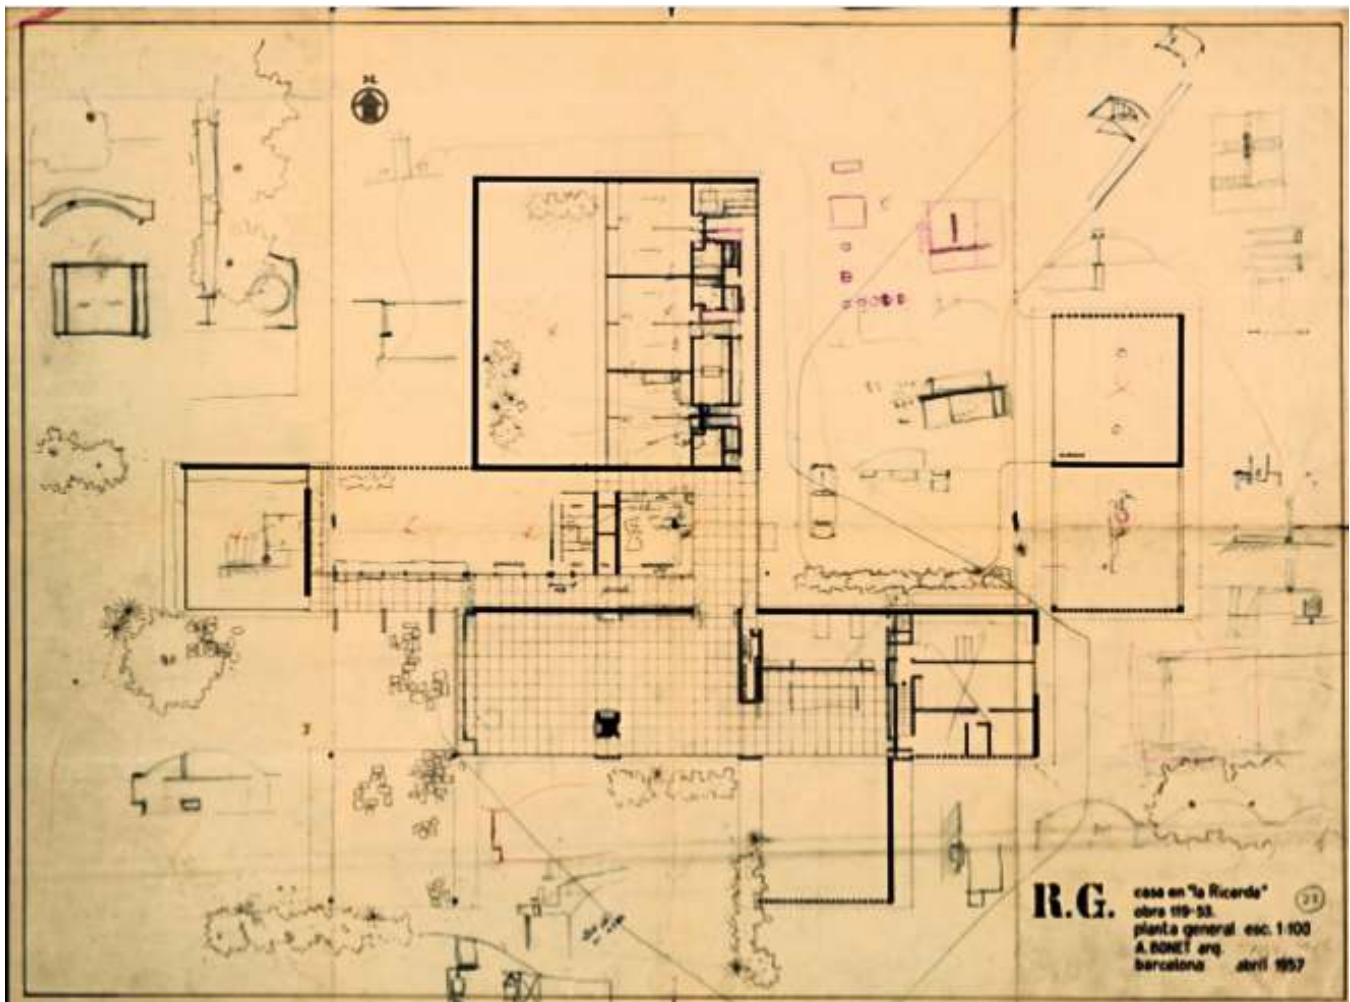 N
R.G.
casa en "la Ricarda"
obra 119-53.
planta general esc. 1:100
A. BONET arq.
barcelona abril 1957